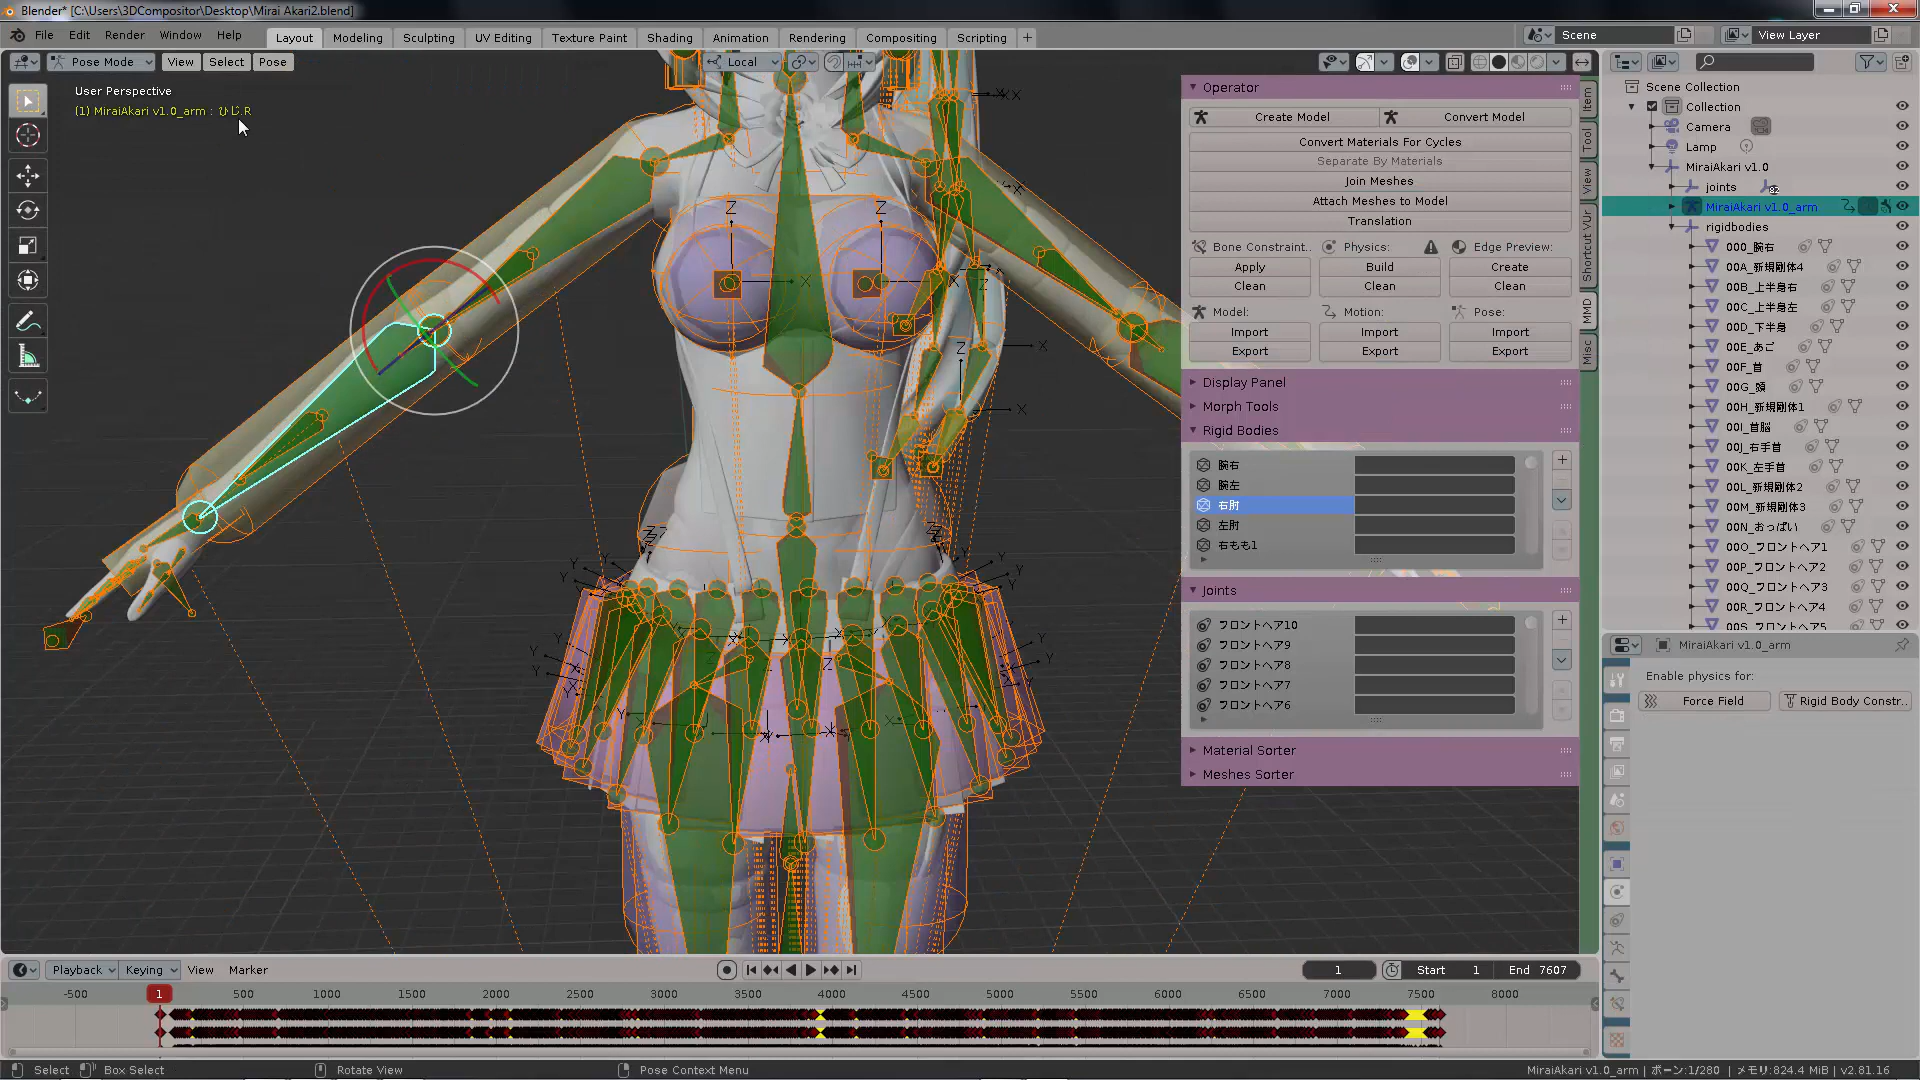 Blender* [C:\Users\3DCompositor\Desktop\Mirai Akari2.blend]
File Edit Render Window Help
Layout Modeling Sculpting UV Editing Texture Paint Shading Animation Rendering Compositing Scripting +
Scene
View Layer
Pose Mode View Select Pose
Local
User Perspective
(1) MiraiAkari v1.0_arm : ひじ.R
Operator
Create Model Convert Model
Convert Materials For Cycles
Separate By Materials
Join Meshes
Attach Meshes to Model
Translation
Bone Constraint.. Physics: Edge Preview:
Apply Build Create
Clean Clean Clean
Model: Motion: Pose:
Import Import Import
Export Export Export
Display Panel
Morph Tools
Rigid Bodies
腕右
腕左
右肘
左肘
右もも1
Joints
フロントヘア10
フロントヘア9
フロントヘア8
フロントヘア7
フロントヘア6
Material Sorter
Meshes Sorter
Item
Tool
View
Shortcut VUr
MMD
Misc
Scene Collection
Collection
Camera
Lamp
MiraiAkari v1.0
joints
MiraiAkari v1.0_arm
rigidbodies
000_腕右
00A_新規剛体4
00B_上半身右
00C_上半身左
00D_下半身
00E_あご
00F_首
00G_頭
00H_新規剛体1
00I_首脳
00J_右手首
00K_左手首
00L_新規剛体2
00M_新規剛体3
00N_おっぱい
00O_フロントヘア1
00P_フロントヘア2
00Q_フロントヘア3
00R_フロントヘア4
00S_フロントヘア5
MiraiAkari v1.0_arm
Enable physics for:
Force Field Rigid Body Constr..
Playback Keying View Marker
1 Start 1 End 7607
-500 1 500 1000 1500 2000 2500 3000 3500 4000 4500 5000 5500 6000 6500 7000 7500 8000
Select Box Select Rotate View Pose Context Menu
MiraiAkari v1.0_arm | ボーン:1/280 | メモリ:824.4 MiB | v2.81.16